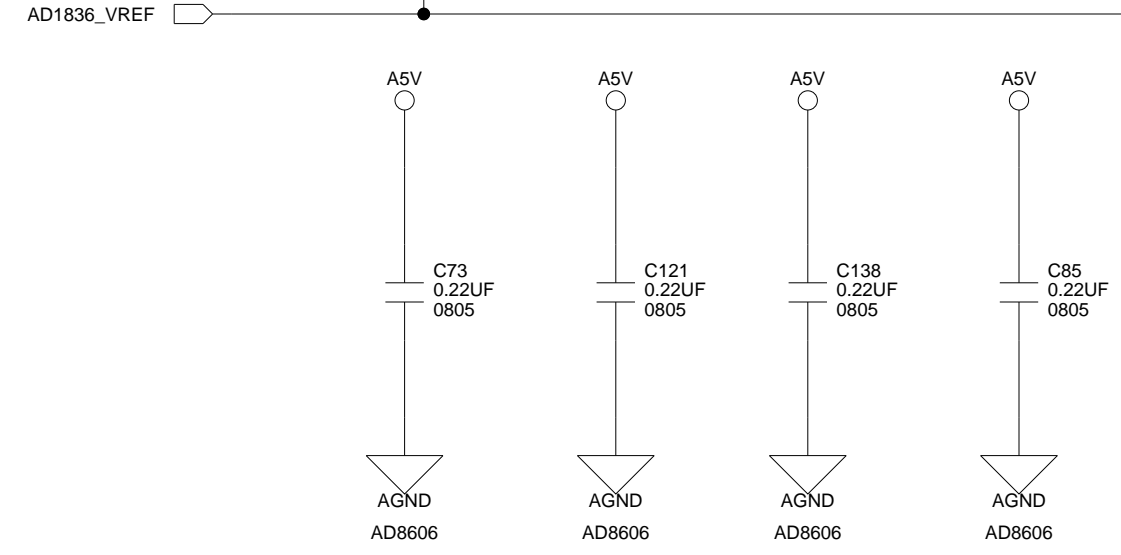 AD1836_VREF
A5V
A5V
A5V
A5V
C73
0.22UF
0805
C121
0.22UF
0805
C138
0.22UF
0805
C85
0.22UF
0805
AGND
AD8606
AGND
AD8606
AGND
AD8606
AGND
AD8606